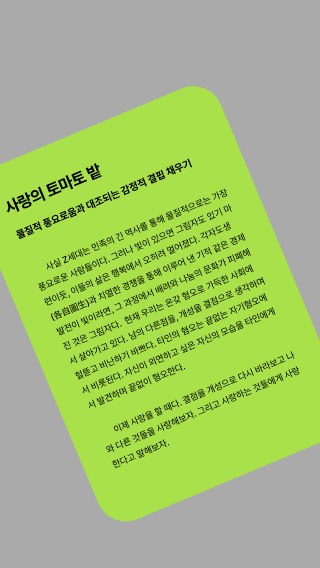 사랑의 토마토 밭
물질적 풍요로움과 대조되는 감정적 결핍 채우기
사실 Z세대는 민족의 긴 역사를 통해 물질적으로는 가장
풍요로운 사람들이다. 그러나 빛이 있으면 그림자도 있기 마
련이듯, 이들의 삶은 행복에서 오히려 멀어졌다. 각자도생
(各自圖生)과 치열한 경쟁을 통해 이루어 낸 기적 같은 경제
발전이 빛이라면, 그 과정에서 배려와 나눔의 문화가 피폐해
진 것은 그림자다. 현재 우리는 온갖 혐오로 가득한 사회에
서 살아가고 있다. 남의 다른점을, 개성을 결점으로 생각하며
헐뜯고 비난하기 바쁘다. 타인의 혐오는 끝없는 자기혐오에
서 비롯된다. 자신이 외면하고 싶은 자신의 모습을 타인에게
서 발견하며 끝없이 혐오한다.
이제 사랑을 할 때다. 결점을 개성으로 다시 바라보고 나
와 다른 것들을 사랑해보자. 그리고 사랑하는 것들에게 사랑
한다고 말해보자.